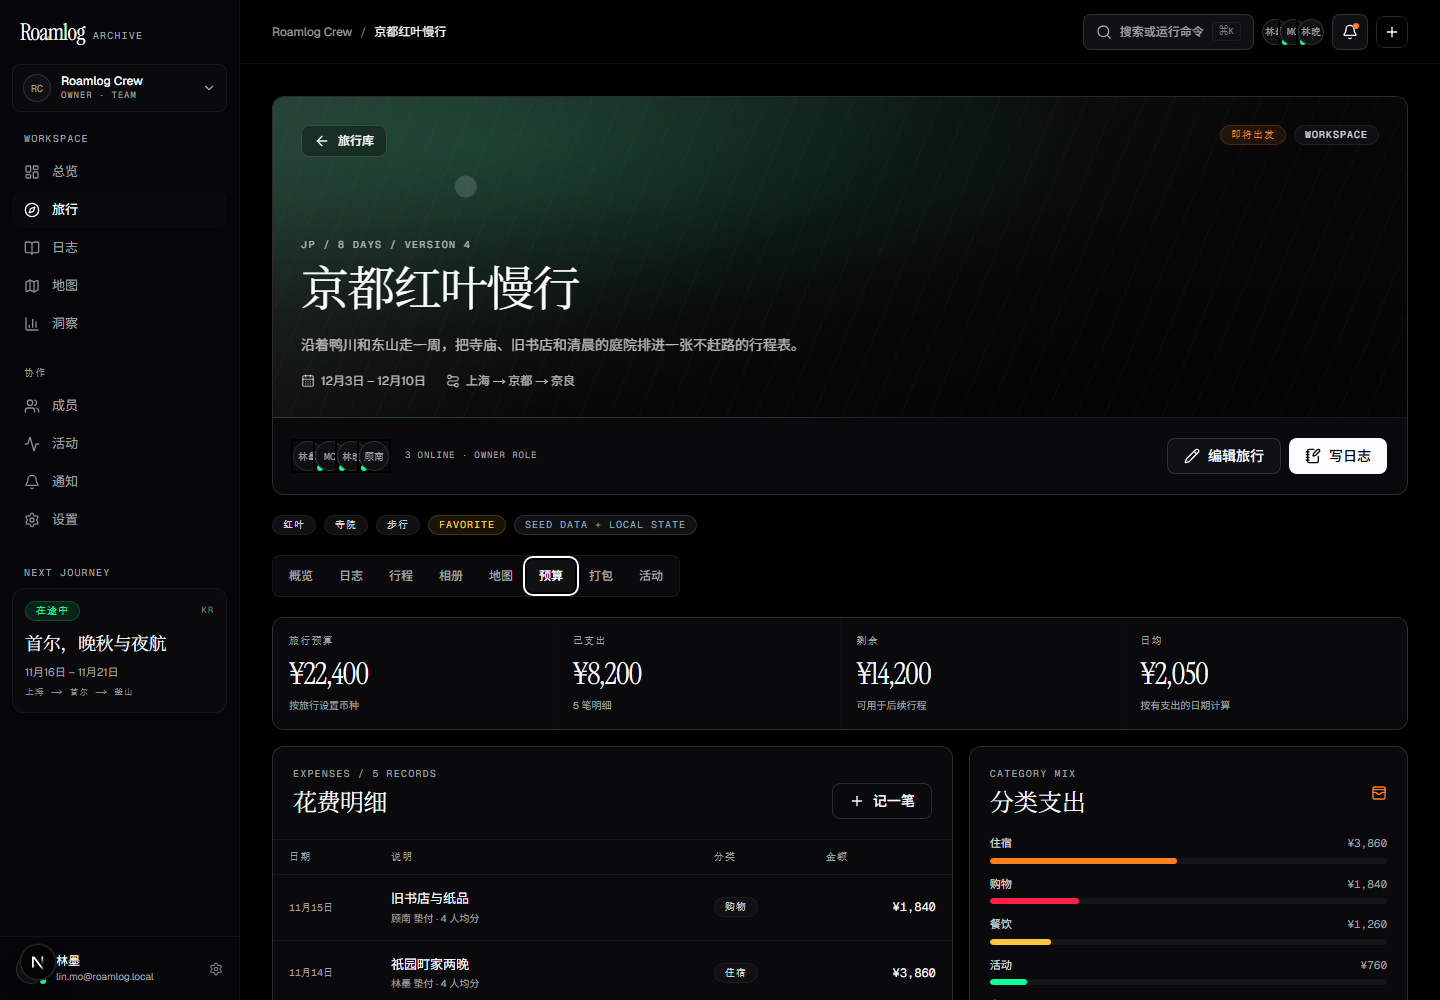 Roamlog ARCHIVE
RC
Roamlog Crew
OWNER · TEAM
WORKSPACE
总览
旅行
日志
地图
洞察
协作
成员
活动
通知
设置
NEXT JOURNEY
在途中
KR
首尔，晚秋与夜航
11月16日 – 11月21日
上海 → 首尔 → 釜山
N
林墨
lin.mo@roamlog.local
Roamlog Crew / 京都红叶慢行
搜索或运行命令 ⌘K
林晚
旅行库
即将出发
WORKSPACE
JP / 8 DAYS / VERSION 4
京都红叶慢行
沿着鸭川和东山走一周，把寺庙、旧书店和清晨的庭院排进一张不赶路的行程表。
12月3日 – 12月10日
上海 → 京都 → 奈良
顾南
3 ONLINE · OWNER ROLE
编辑旅行
写日志
红叶
寺院
步行
FAVORITE
SEED DATA + LOCAL STATE
概览
日志
行程
相册
地图
预算
打包
活动
旅行预算
¥22,400
按旅行设置币种
已支出
¥8,200
5 笔明细
剩余
¥14,200
可用于后续行程
日均
¥2,050
按有支出的日期计算
EXPENSES / 5 RECORDS
花费明细
记一笔
日期
说明
分类
金额
11月15日
旧书店与纸品
顾南 垫付 · 4 人均分
购物
¥1,840
11月14日
祇园町家两晚
林墨 垫付 · 4 人均分
住宿
¥3,860
CATEGORY MIX
分类支出
住宿
¥3,860
购物
¥1,840
餐饮
¥1,260
活动
¥760